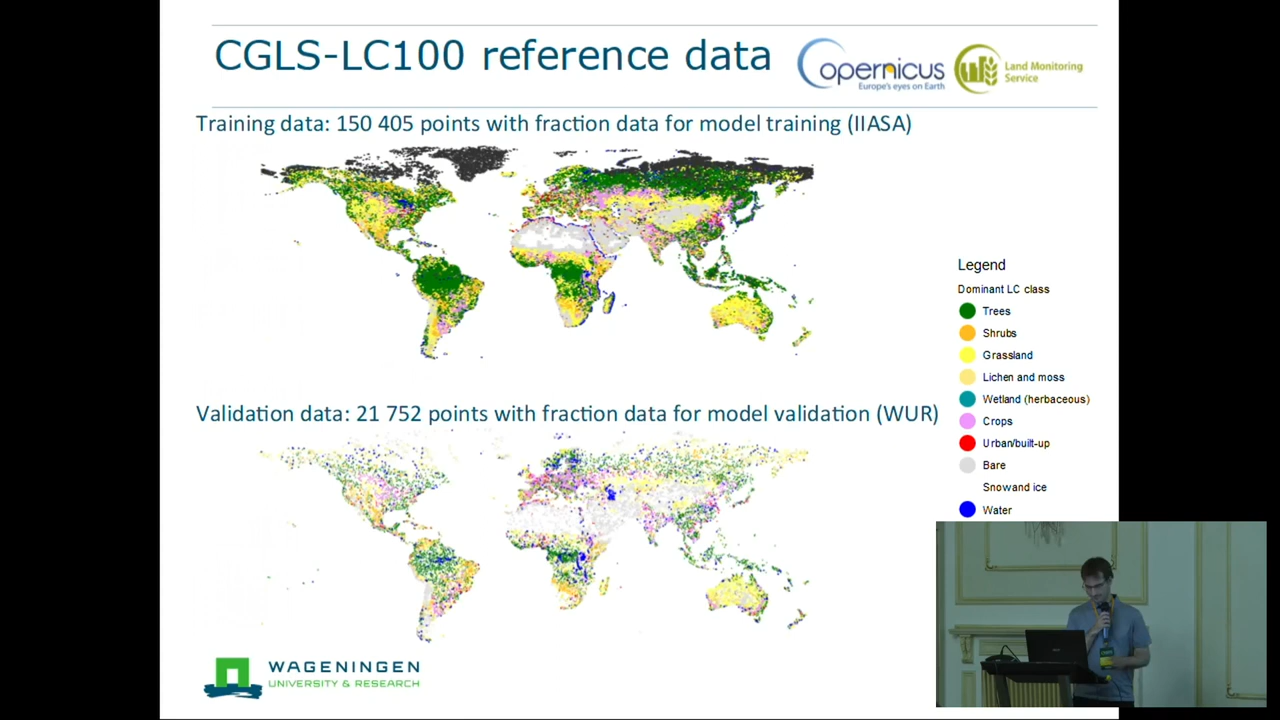 CGLS-LC100 reference data
opernicus
Europe's eyes on Earth
Land Monitoring
Service
Training data: 150 405 points with fraction data for model training (IIASA)
Legend
Dominant LC class
Trees
Shrubs
Grassland
Lichen and moss
Wetland (herbaceous)
Crops
Urban/built-up
Bare
Snow and ice
Water
Validation data: 21 752 points with fraction data for model validation (WUR)
WAGENINGEN
UNIVERSITY & RESEARCH